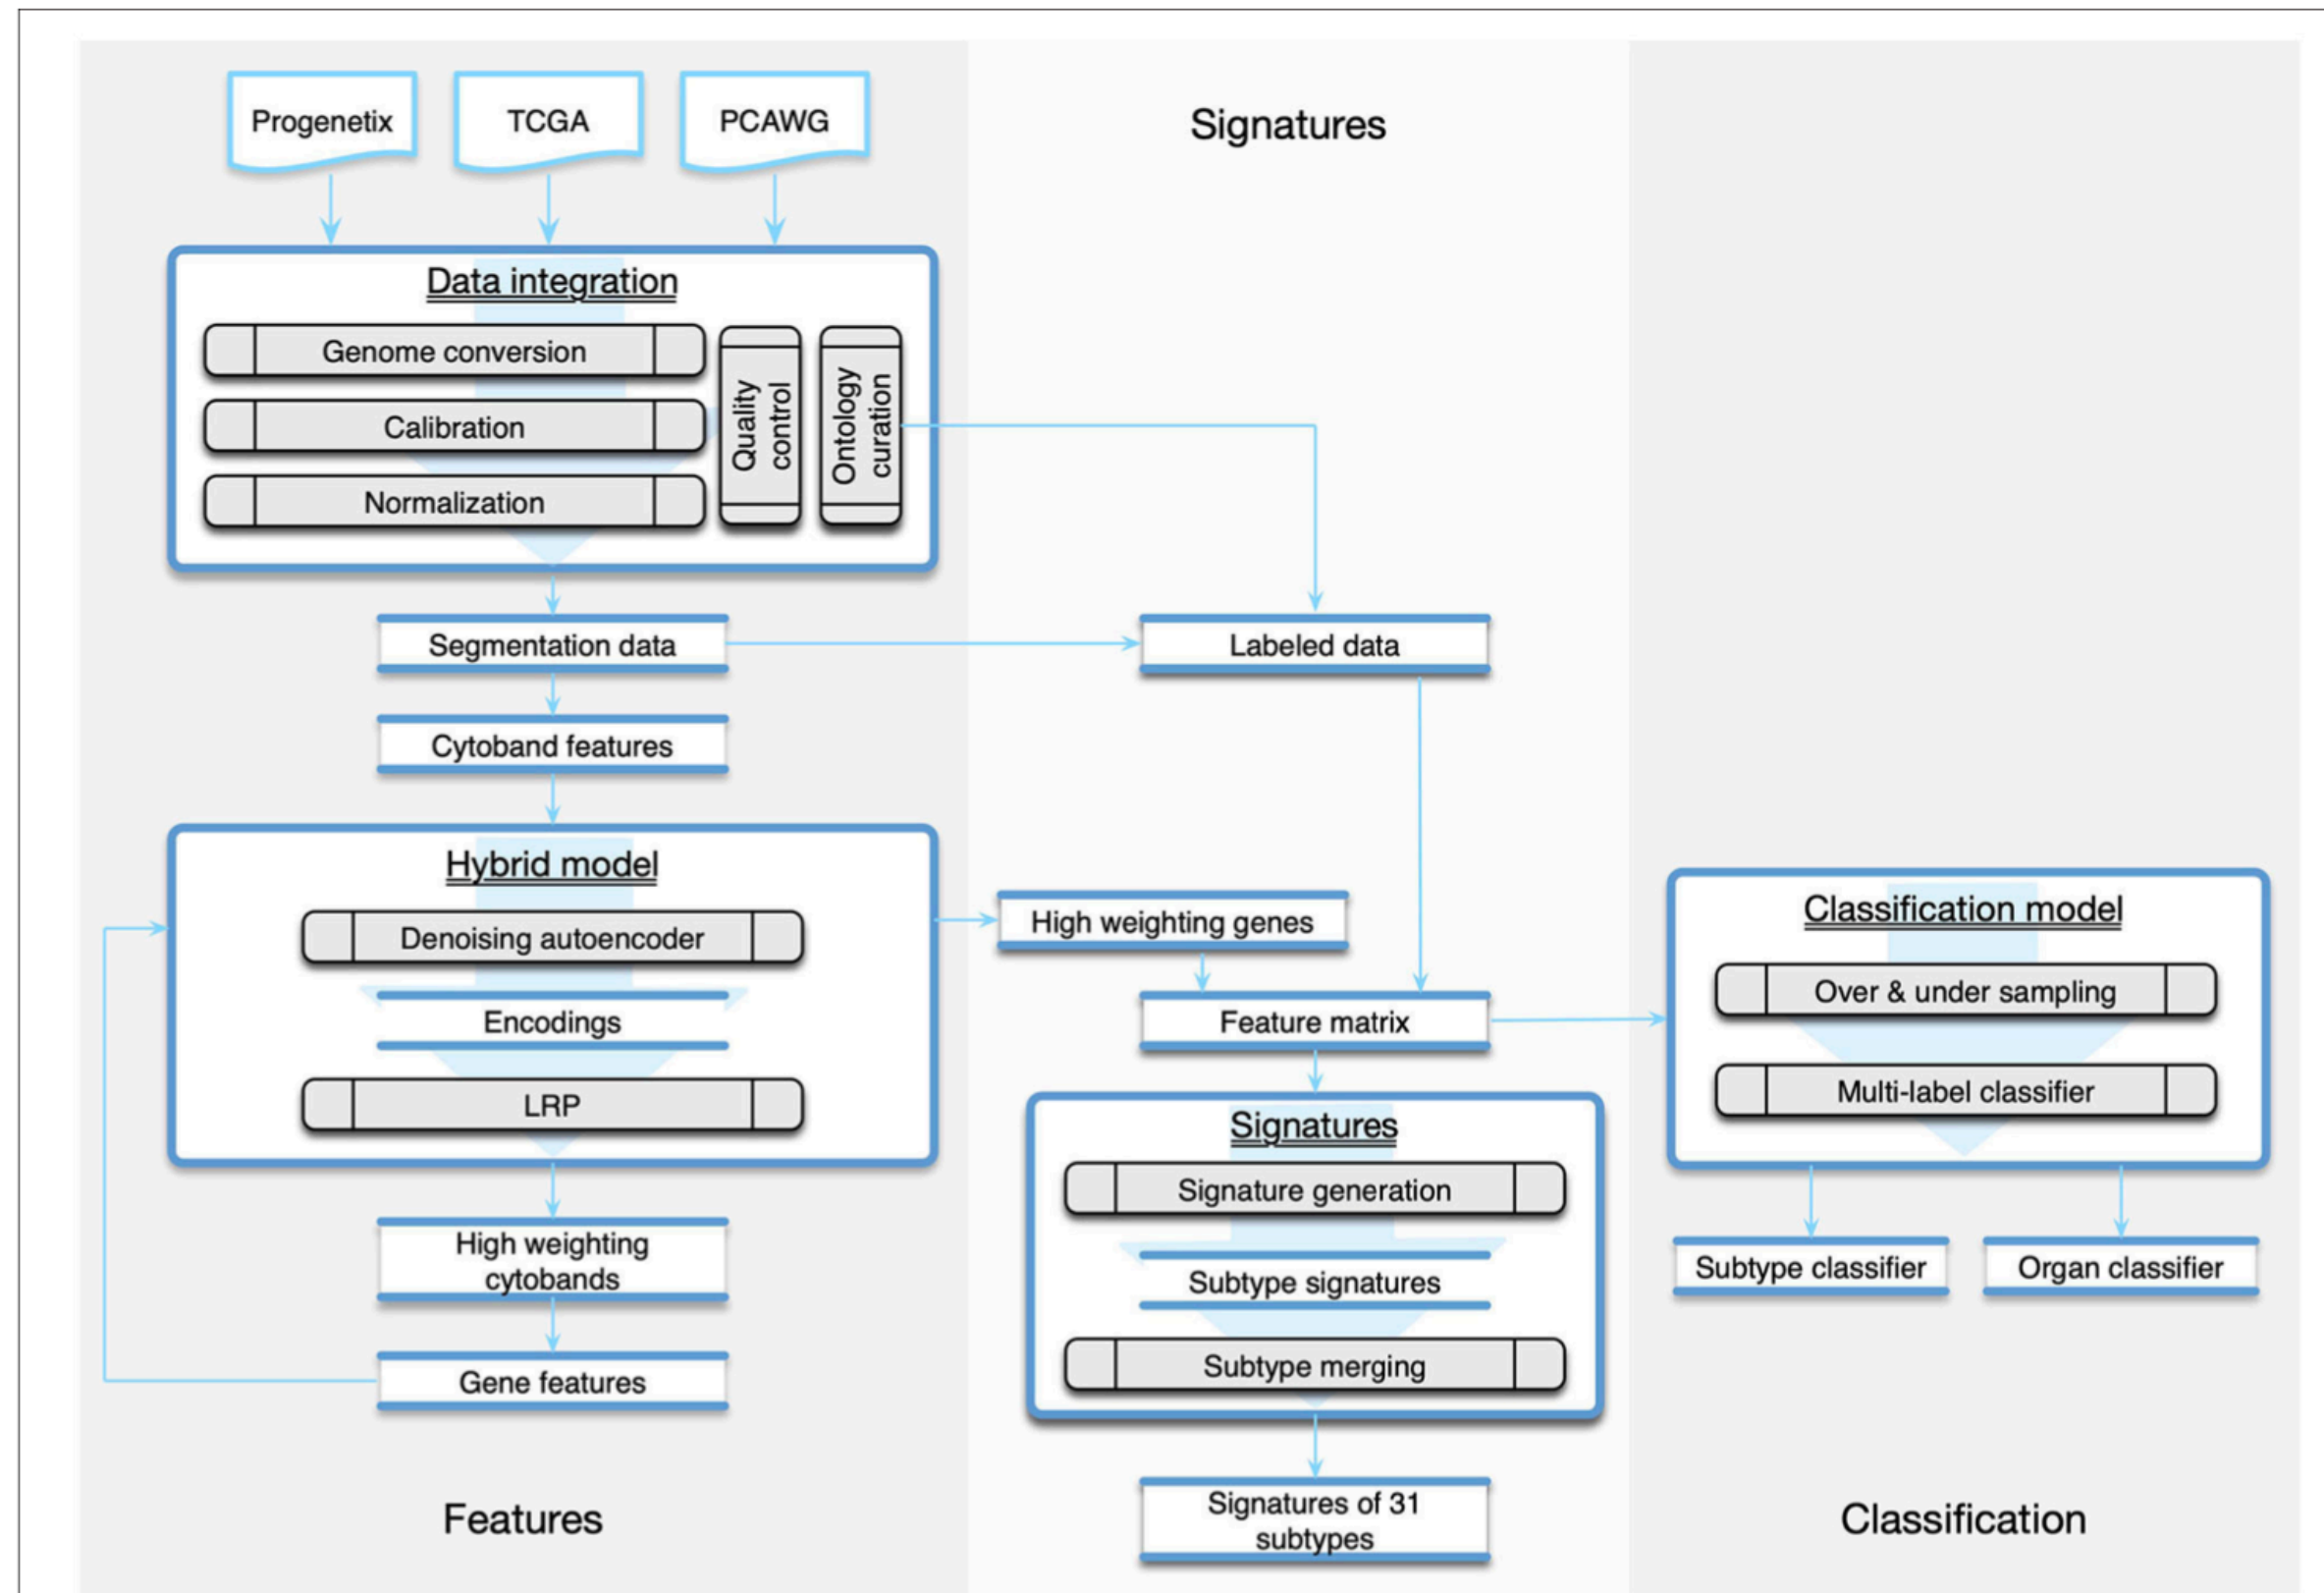 Progenetix
TCGA
PCAWG
Data integration
Genome conversion
Calibration
Normalization
Quality
control
Ontology
curation
Segmentation data
Cytoband features
Hybrid model
Denoising autoencoder
Encodings
LRP
High weighting
cytobands
Gene features
Features
Signatures
Labeled data
High weighting genes
Feature matrix
Signatures
Signature generation
Subtype signatures
Subtype merging
Signatures of 31
subtypes
Classification model
Over & under sampling
Multi-label classifier
Subtype classifier
Organ classifier
Classification